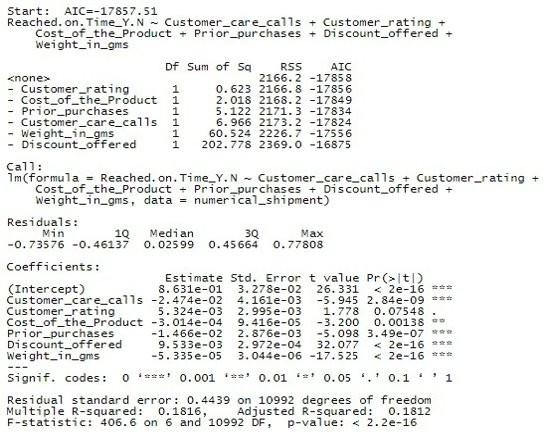 Start:  AIC=-17857.51
Reached.on.Time_Y.N ~ Customer_care_calls + Customer_rating +
    Cost_of_the_Product + Prior_purchases + Discount_offered +
    Weight_in_gms

                      Df Sum of Sq    RSS    AIC
<none>                             2166.2 -17858
- Customer_rating      1     0.623 2166.8 -17856
- Cost_of_the_Product  1     2.018 2168.2 -17849
- Prior_purchases      1     5.122 2171.3 -17834
- Customer_care_calls  1     6.966 2173.2 -17824
- Weight_in_gms        1    60.524 2226.7 -17556
- Discount_offered     1   202.778 2369.0 -16875

Call:
lm(formula = Reached.on.Time_Y.N ~ Customer_care_calls + Customer_rating +
    Cost_of_the_Product + Prior_purchases + Discount_offered +
    Weight_in_gms, data = numerical_shipment)

Residuals:
     Min       1Q   Median       3Q      Max
-0.73576 -0.46137  0.02599  0.45664  0.77808

Coefficients:
                      Estimate Std. Error t value Pr(>|t|)
(Intercept)          8.631e-01  3.278e-02  26.331  < 2e-16 ***
Customer_care_calls -2.474e-02  4.161e-03  -5.945 2.84e-09 ***
Customer_rating      5.324e-03  2.995e-03   1.778  0.07548 .
Cost_of_the_Product -3.014e-04  9.416e-05  -3.200  0.00138 **
Prior_purchases     -1.466e-02  2.876e-03  -5.098 3.49e-07 ***
Discount_offered     9.533e-03  2.972e-04  32.077  < 2e-16 ***
Weight_in_gms       -5.335e-05  3.044e-06 -17.525  < 2e-16 ***
---
Signif. codes:  0 ‘***’ 0.001 ‘**’ 0.01 ‘*’ 0.05 ‘.’ 0.1 ‘ ’ 1

Residual standard error: 0.4439 on 10992 degrees of freedom
Multiple R-squared:  0.1816,    Adjusted R-squared:  0.1812
F-statistic: 406.6 on 6 and 10992 DF,  p-value: < 2.2e-16